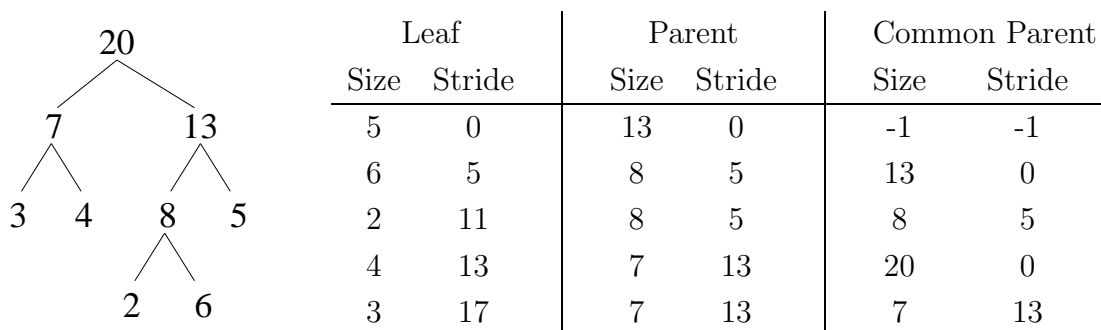 20
7 13
3 4 8 5
2 6
Leaf Parent Common Parent
Size Stride Size Stride Size Stride
5 0 13 0 -1 -1
6 5 8 5 13 0
2 11 8 5 8 5
4 13 7 13 20 0
3 17 7 13 7 13